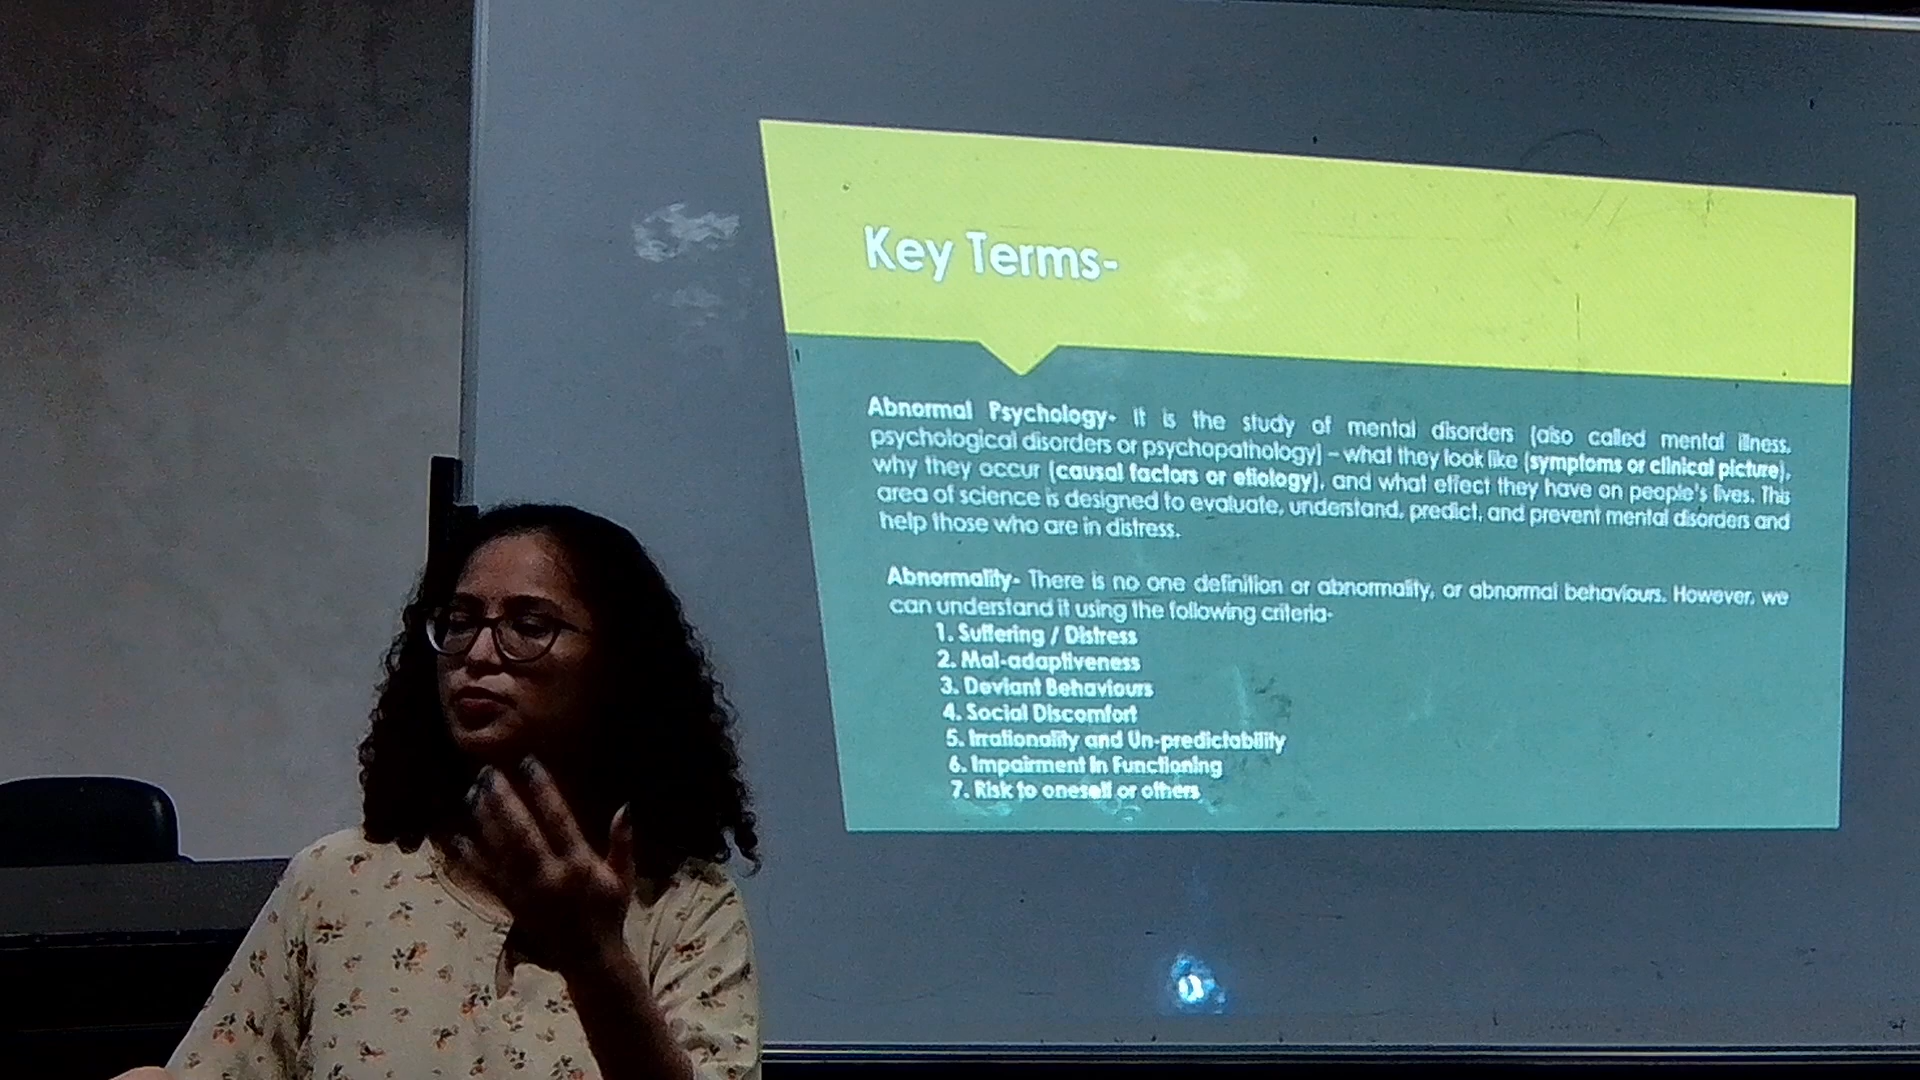 Key Terms-
Abnormal Psychology- It is the study of mental disorders (also called mental illness,
psychological disorders or psychopathology) – what they look like (symptoms or clinical picture),
why they occur (causal factors or etiology), and what effect they have on people's lives. This
area of science is designed to evaluate, understand, predict, and prevent mental disorders and
help those who are in distress.
Abnormality- There is no one definition or abnormality, or abnormal behaviours. However, we
can understand it using the following criteria-
1. Suffering / Distress
2. Mal-adaptiveness
3. Deviant Behaviours
4. Social Discomfort
5. Irrationality and Un-predictability
6. Impairment in Functioning
7. Risk to oneself or others